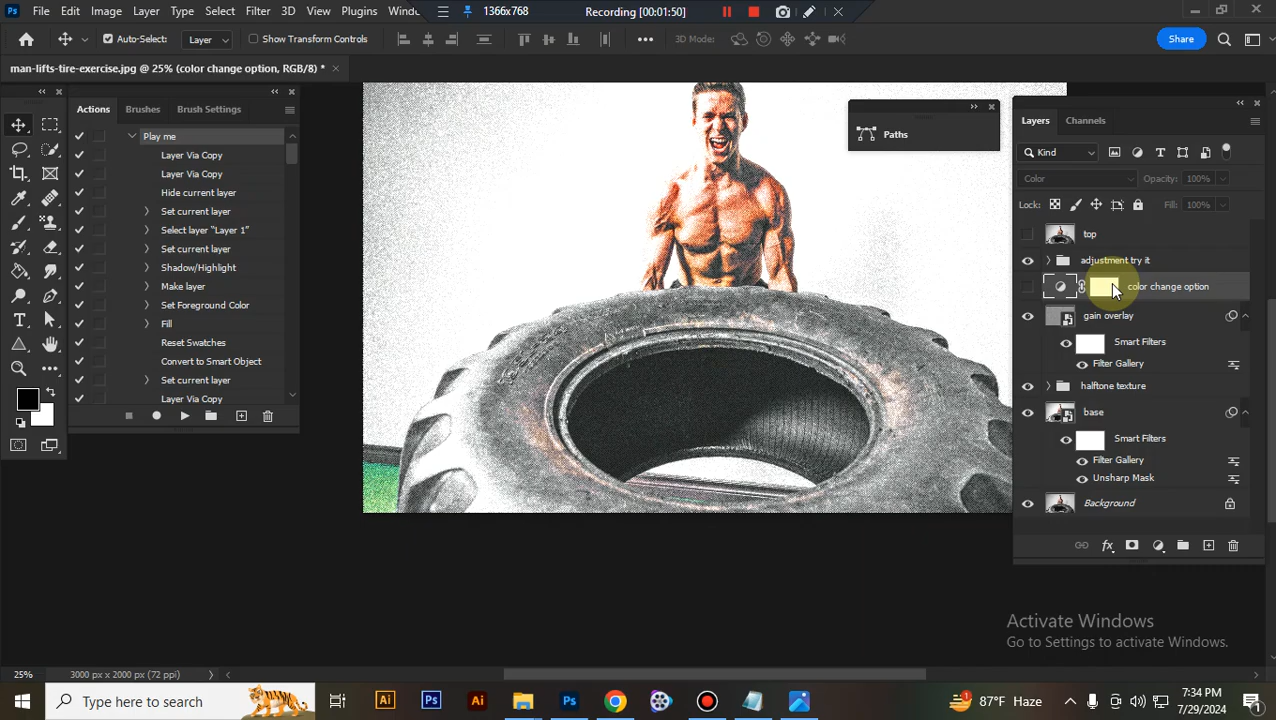 Ps File Edit Image Layer Type Select Filter 3D View Plugins Windo 1366x768 Recording [00:01:50]
Auto-Select: Layer Show Transform Controls 3D Mode: Share
man-lifts-tire-exercise.jpg @ 25% (color change option, RGB/8) *
Actions Brushes Brush Settings
Play me
Layer Via Copy
Layer Via Copy
Hide current layer
Set current layer
Select layer "Layer 1"
Set current layer
Shadow/Highlight
Make layer
Set Foreground Color
Fill
Reset Swatches
Convert to Smart Object
Set current layer
Layer Via Copy
Paths
Layers Channels
Kind
Color Opacity: 100%
Lock: Fill: 100%
top
adjustment try it
color change option
gain overlay
Smart Filters
Filter Gallery
halftone texture
base
Smart Filters
Filter Gallery
Unsharp Mask
Background
fx
Activate Windows
Go to Settings to activate Windows.
25% 3000 px x 2000 px (72 ppi)
Type here to search
Ai Ps Ai Ps
87°F Haze
7:34 PM
7/29/2024